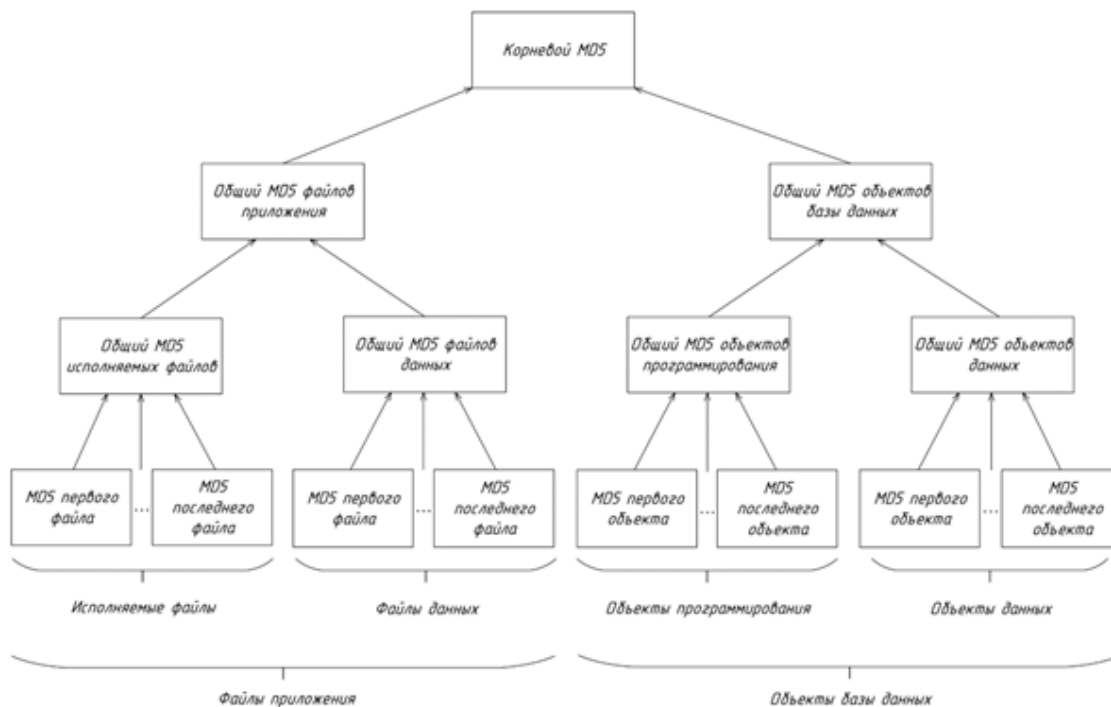 Корневой MD5
Общий MD5 файлов
приложения
Общий MD5 объектов
базы данных
Общий MD5
исполняемых файлов
Общий MD5 файлов
данных
Общий MD5 объектов
программирования
Общий MD5 объектов
данных
MD5 первого
файла
...
MD5
последнего
файла
MD5 первого
файла
...
MD5
последнего
файла
MD5 первого
объекта
...
MD5
последнего
объекта
MD5 первого
объекта
...
MD5
последнего
объекта
Исполняемые файлы
Файлы данных
Объекты программирования
Объекты данных
Файлы приложения
Объекты базы данных